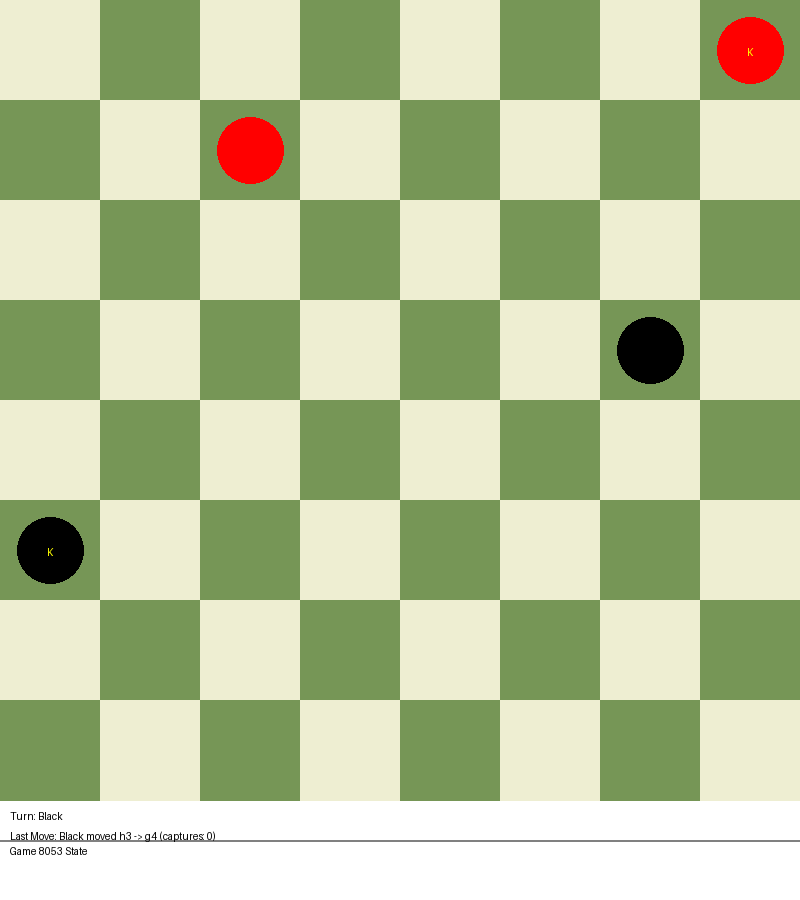 K
K
Turn: Black
Last Move: Black moved h3 -> g4 (captures: 0)
Game 8053 State